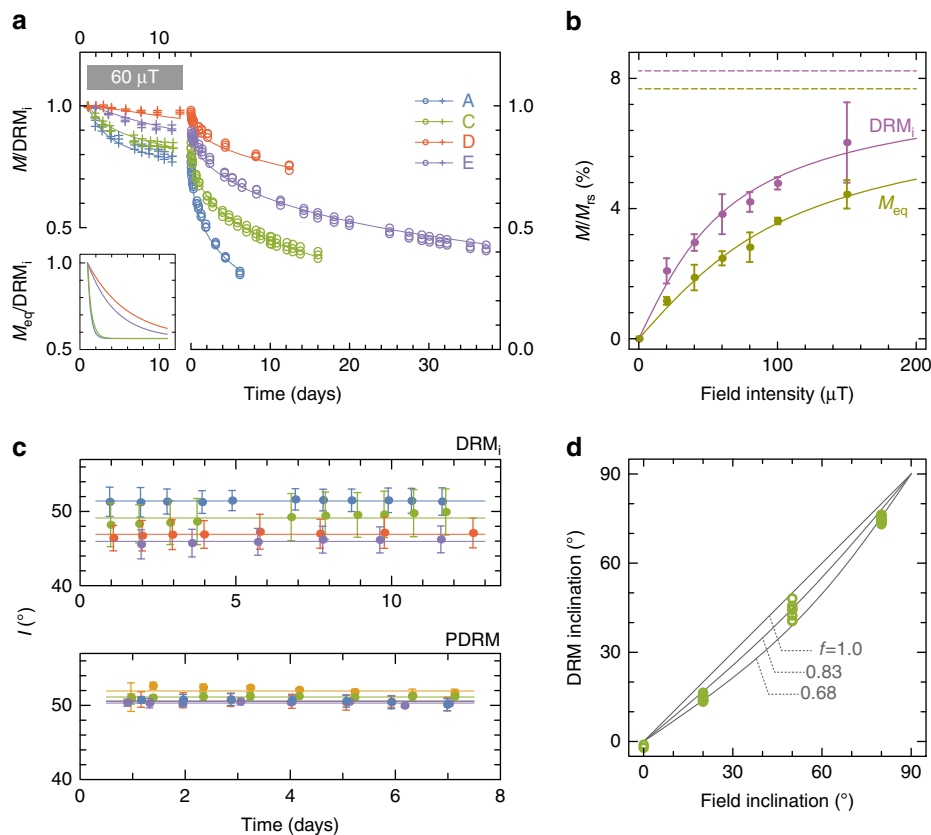 a
0 10
60 μT
1.0 1.0
A
C
D
E
M/DRMi
0.5 0.5
1.0
Meq/DRMi
0.5 0.0
0 10 0 10 20 30
Time (days)
b
8
DRMi
M/Mrs (%)
4
Meq
0
0 100 200
Field intensity (μT)
c
DRMi
50
40
0 5 10
I (°)
PDRM
50
40
0 2 4 6 8
Time (days)
d
90
60
DRM inclination (°)
30
f=1.0
0.83
0.68
0
0 30 60 90
Field inclination (°)